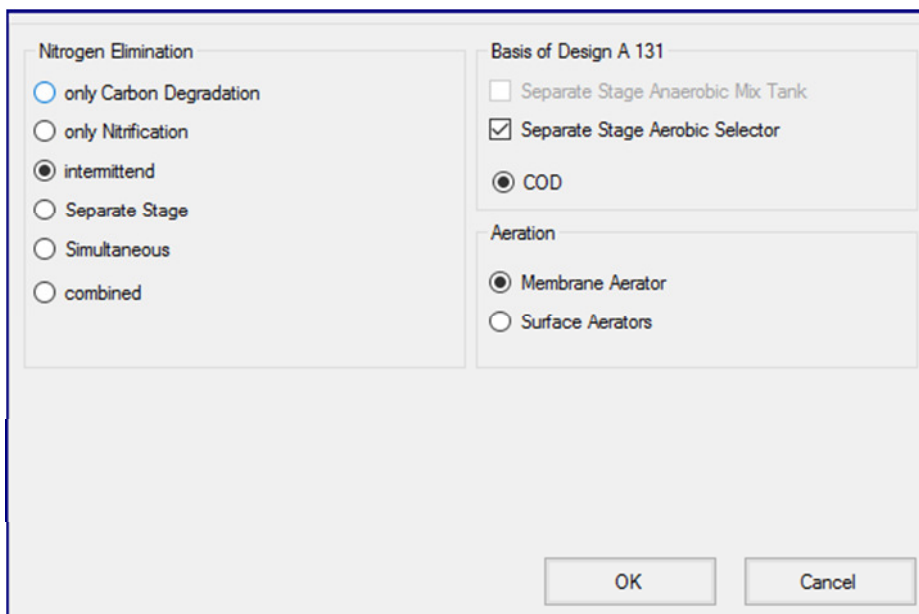 Nitrogen Elimination
only Carbon Degradation
only Nitrification
intermittend
Separate Stage
Simultaneous
combined
Basis of Design A 131
Separate Stage Anaerobic Mix Tank
Separate Stage Aerobic Selector
COD
Aeration
Membrane Aerator
Surface Aerators
OK
Cancel